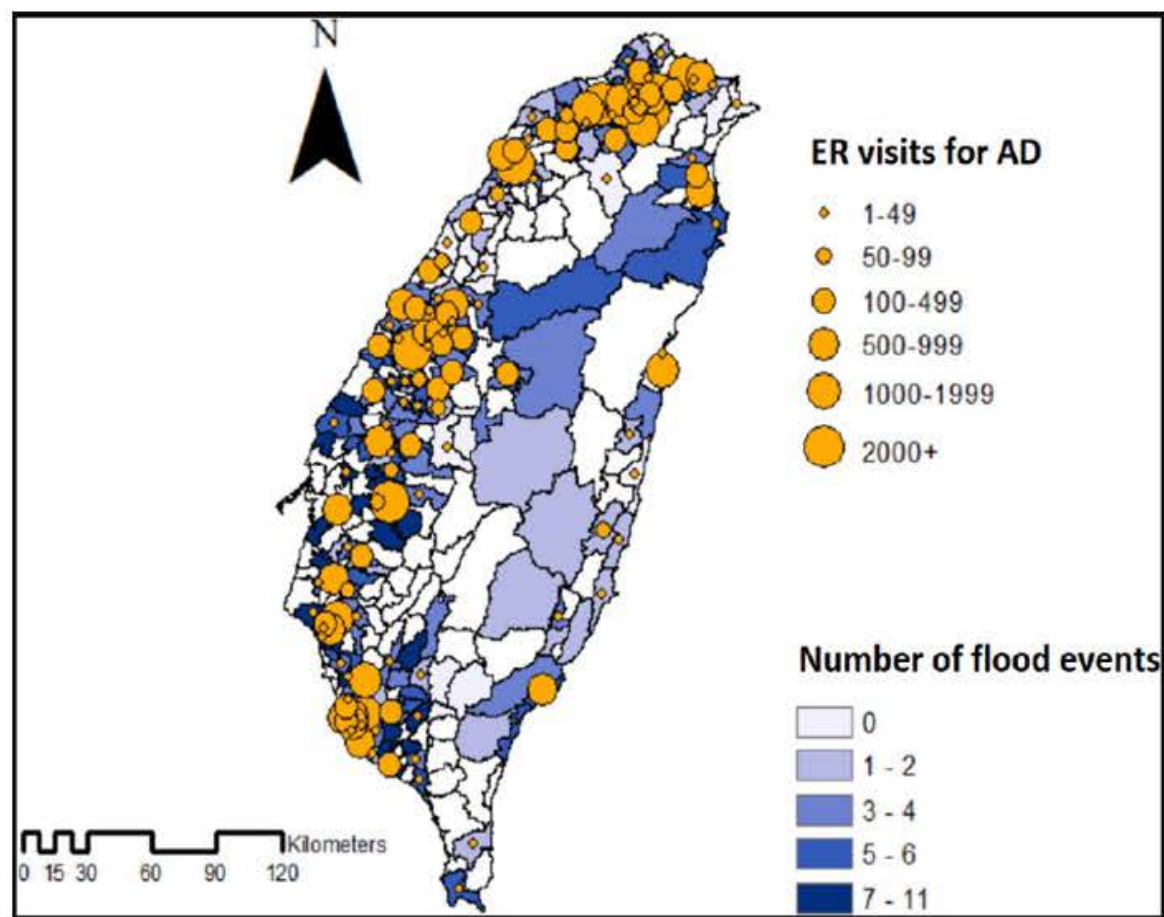 N
ER visits for AD
1-49
50-99
100-499
500-999
1000-1999
2000+
Number of flood events
0
1 - 2
3 - 4
5 - 6
7 - 11
Kilometers
0 15 30 60 90 120